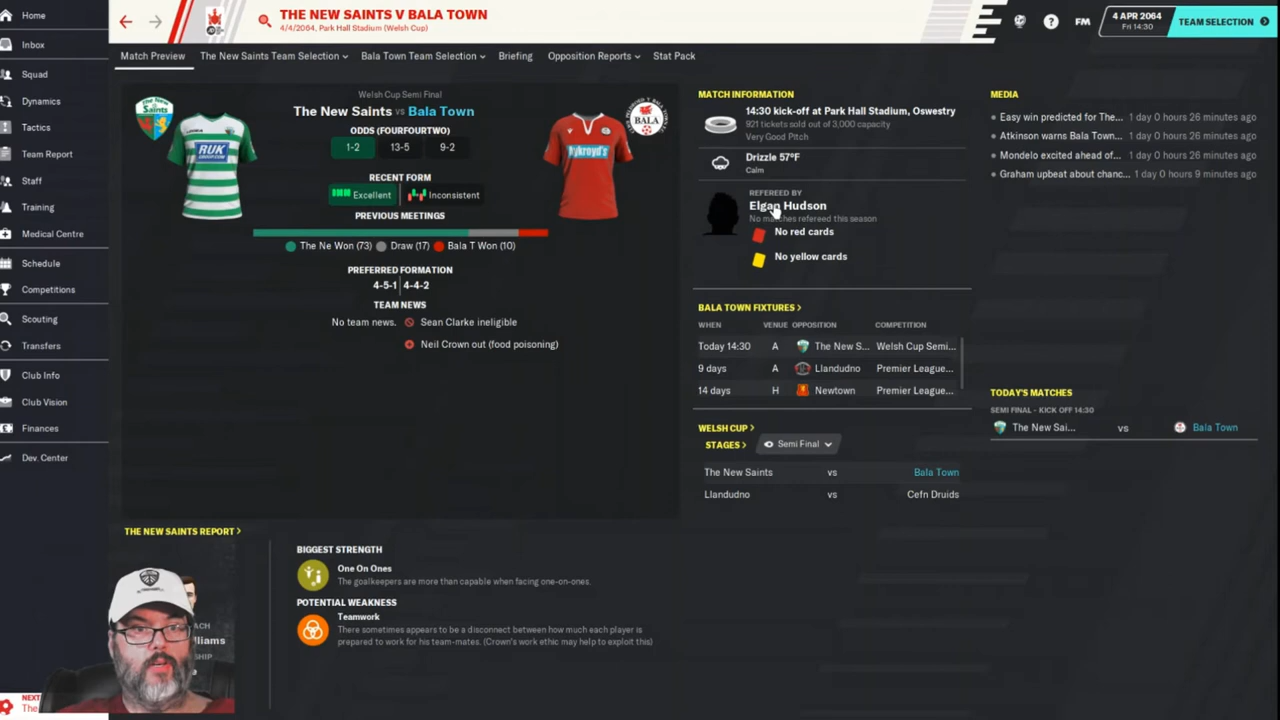 THE NEW SAINTS V BALA TOWN
4/4/2064, Park Hall Stadium (Welsh Cup)
FM
4 APR 2064
Fri 14:30
TEAM SELECTION
Home
Inbox
Squad
Dynamics
Tactics
Team Report
Staff
Training
Medical Centre
Schedule
Competitions
Scouting
Transfers
Club Info
Club Vision
Finances
Dev. Center
NEXT
The
Match Preview
The New Saints Team Selection
Bala Town Team Selection
Briefing
Opposition Reports
Stat Pack
Welsh Cup Semi Final
The New Saints vs Bala Town
ODDS (FOURFOURTWO)
1-2 13-5 9-2
RECENT FORM
Excellent Inconsistent
PREVIOUS MEETINGS
The Ne Won (73) Draw (17) Bala T Won (10)
PREFERRED FORMATION
4-5-1 4-4-2
TEAM NEWS
No team news. Sean Clarke ineligible
Neil Crown out (food poisoning)
RUK
BALA
MATCH INFORMATION
14:30 kick-off at Park Hall Stadium, Oswestry
921 tickets sold out of 3,000 capacity
Very Good Pitch
Drizzle 57°F
Calm
REFEREED BY
Elgan Hudson
No matches refereed this season
No red cards
No yellow cards
BALA TOWN FIXTURES
WHEN VENUE OPPOSITION COMPETITION
Today 14:30 A The New S... Welsh Cup Semi...
9 days A Llandudno Premier League...
14 days H Newtown Premier League...
WELSH CUP
STAGES Semi Final
The New Saints vs Bala Town
Llandudno vs Cefn Druids
MEDIA
Easy win predicted for The... 1 day 0 hours 26 minutes ago
Atkinson warns Bala Town... 1 day 0 hours 26 minutes ago
Mondelo excited ahead of... 1 day 0 hours 26 minutes ago
Graham upbeat about chanc... 1 day 0 hours 9 minutes ago
TODAY'S MATCHES
SEMI FINAL - KICK OFF 14:30
The New Sai... vs Bala Town
THE NEW SAINTS REPORT
ACH
lliams
SHIP
BIGGEST STRENGTH
One On Ones
The goalkeepers are more than capable when facing one-on-ones.
POTENTIAL WEAKNESS
Teamwork
There sometimes appears to be a disconnect between how much each player is
prepared to work for his team-mates. (Crown's work ethic may help to exploit this)